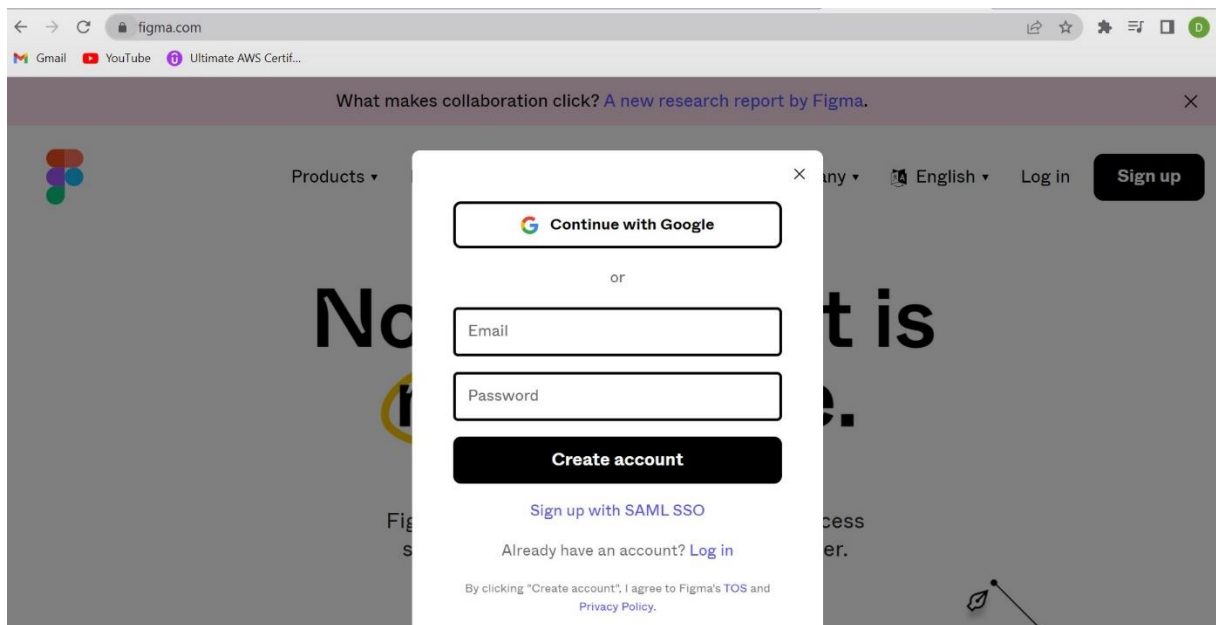 figma.com
D
Gmail YouTube Ultimate AWS Certif...
What makes collaboration click? A new research report by Figma.
Products ▾ any ▾ English ▾ Log in Sign up
Continue with Google
or
No t is
Email
Password
e.
Create account
Sign up with SAML SSO
Fig cess
Already have an account? Log in
s er.
By clicking "Create account", I agree to Figma's TOS and
Privacy Policy.